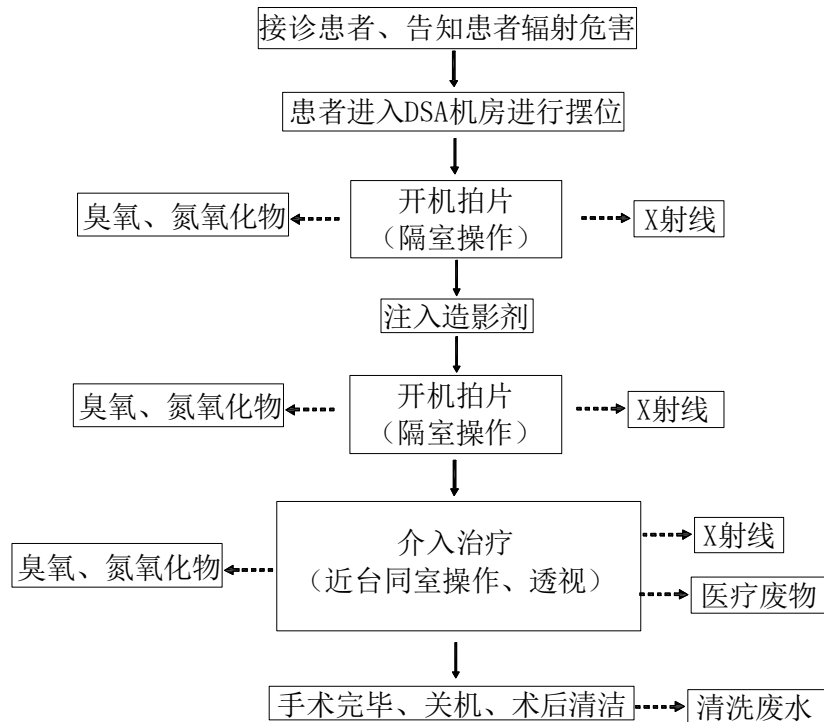 接诊患者、告知患者辐射危害
患者进入DSA机房进行摆位
臭氧、氮氧化物
开机拍片
（隔室操作）
X射线
注入造影剂
臭氧、氮氧化物
开机拍片
（隔室操作）
X射线
臭氧、氮氧化物
介入治疗
（近台同室操作、透视）
X射线
医疗废物
手术完毕、关机、术后清洁
清洗废水